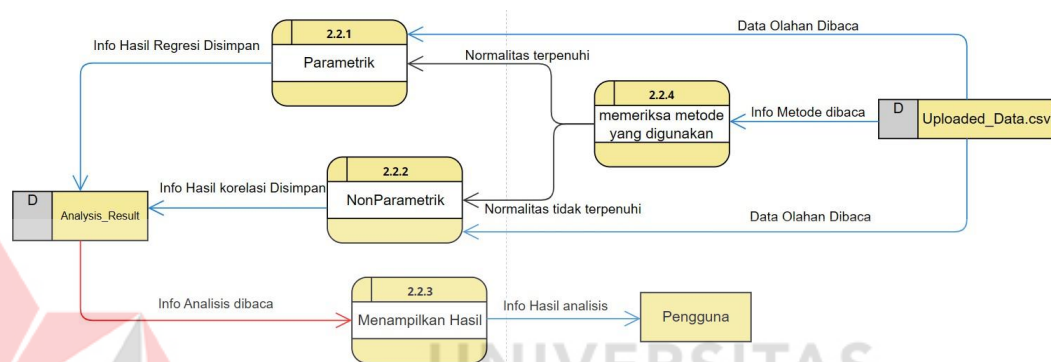 Data Olahan Dibaca
2.2.1
Info Hasil Regresi Disimpan
Parametrik
Normalitas terpenuhi
2.2.4
memeriksa metode
yang digunakan
Info Metode dibaca
D
Uploaded_Data.csv
2.2.2
Info Hasil korelasi Disimpan
NonParametrik
Normalitas tidak terpenuhi
Data Olahan Dibaca
D
Analysis_Result
2.2.3
Info Analisis dibaca
Menampilkan Hasil
Info Hasil analisis
Pengguna
UNIVERSITAS